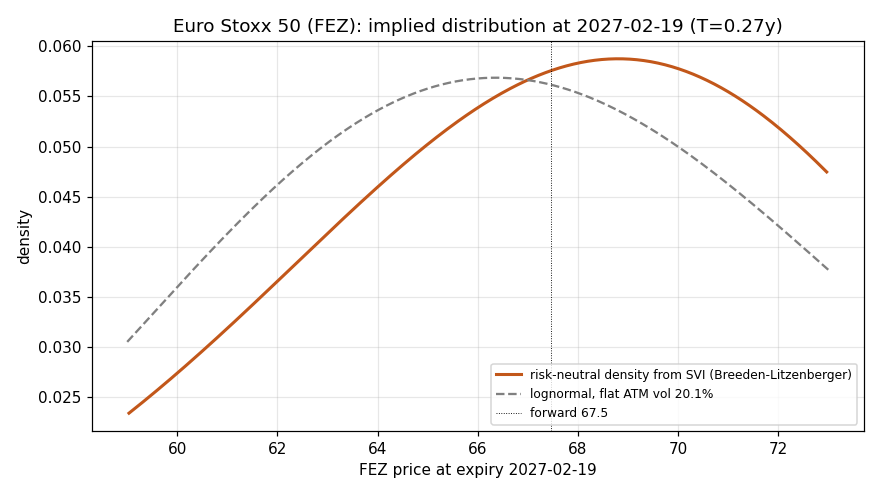 Euro Stoxx 50 (FEZ): implied distribution at 2027-02-19 (T=0.27y)
0.060
0.055
0.050
0.045
0.040
0.035
0.030
0.025
density
risk-neutral density from SVI (Breeden-Litzenberger)
lognormal, flat ATM vol 20.1%
forward 67.5
60 62 64 66 68 70 72
FEZ price at expiry 2027-02-19